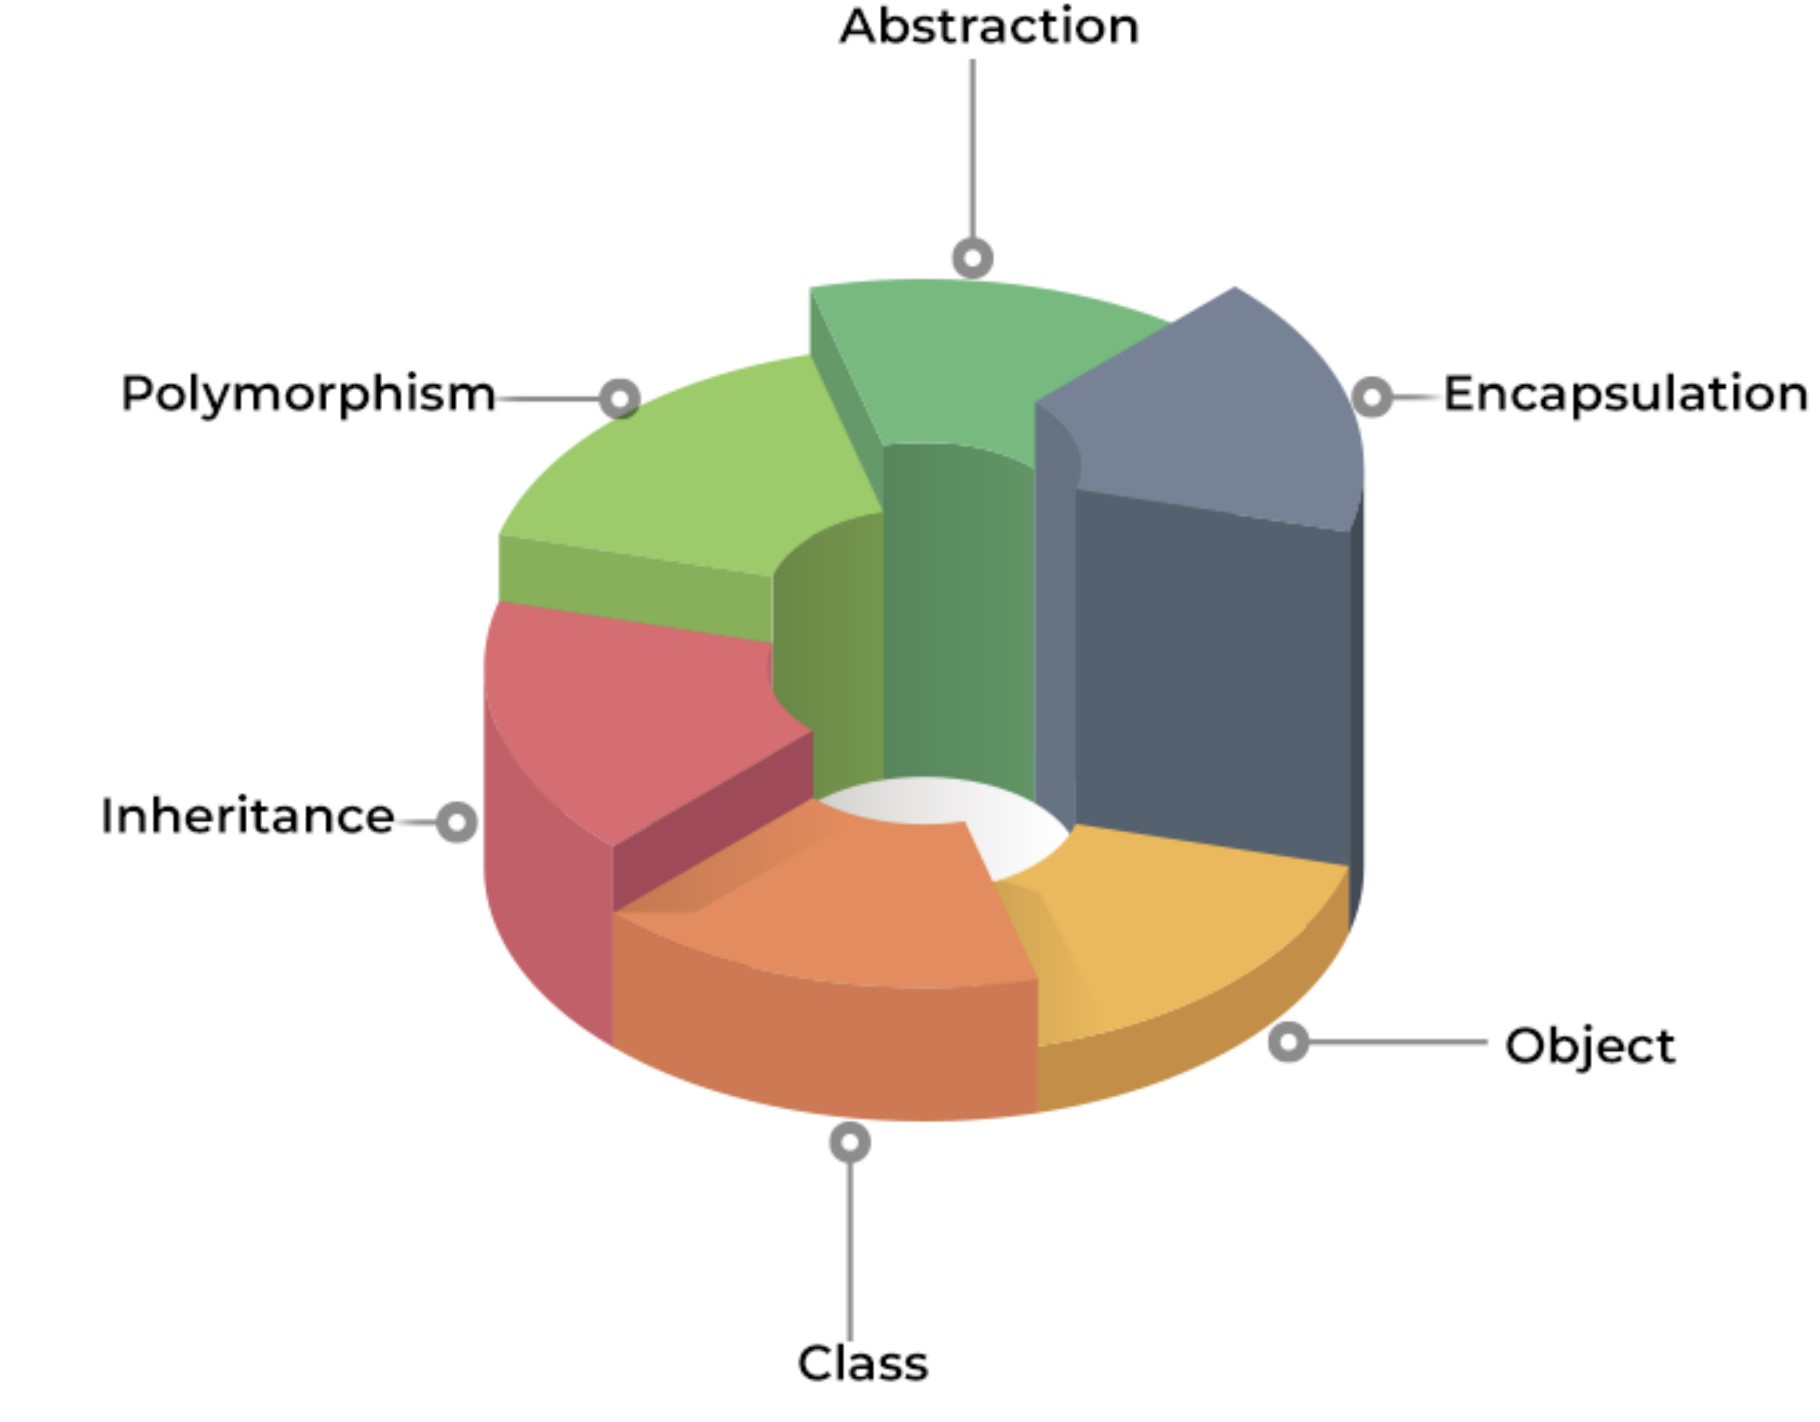 Abstraction
Polymorphism
Encapsulation
Inheritance
Object
Class